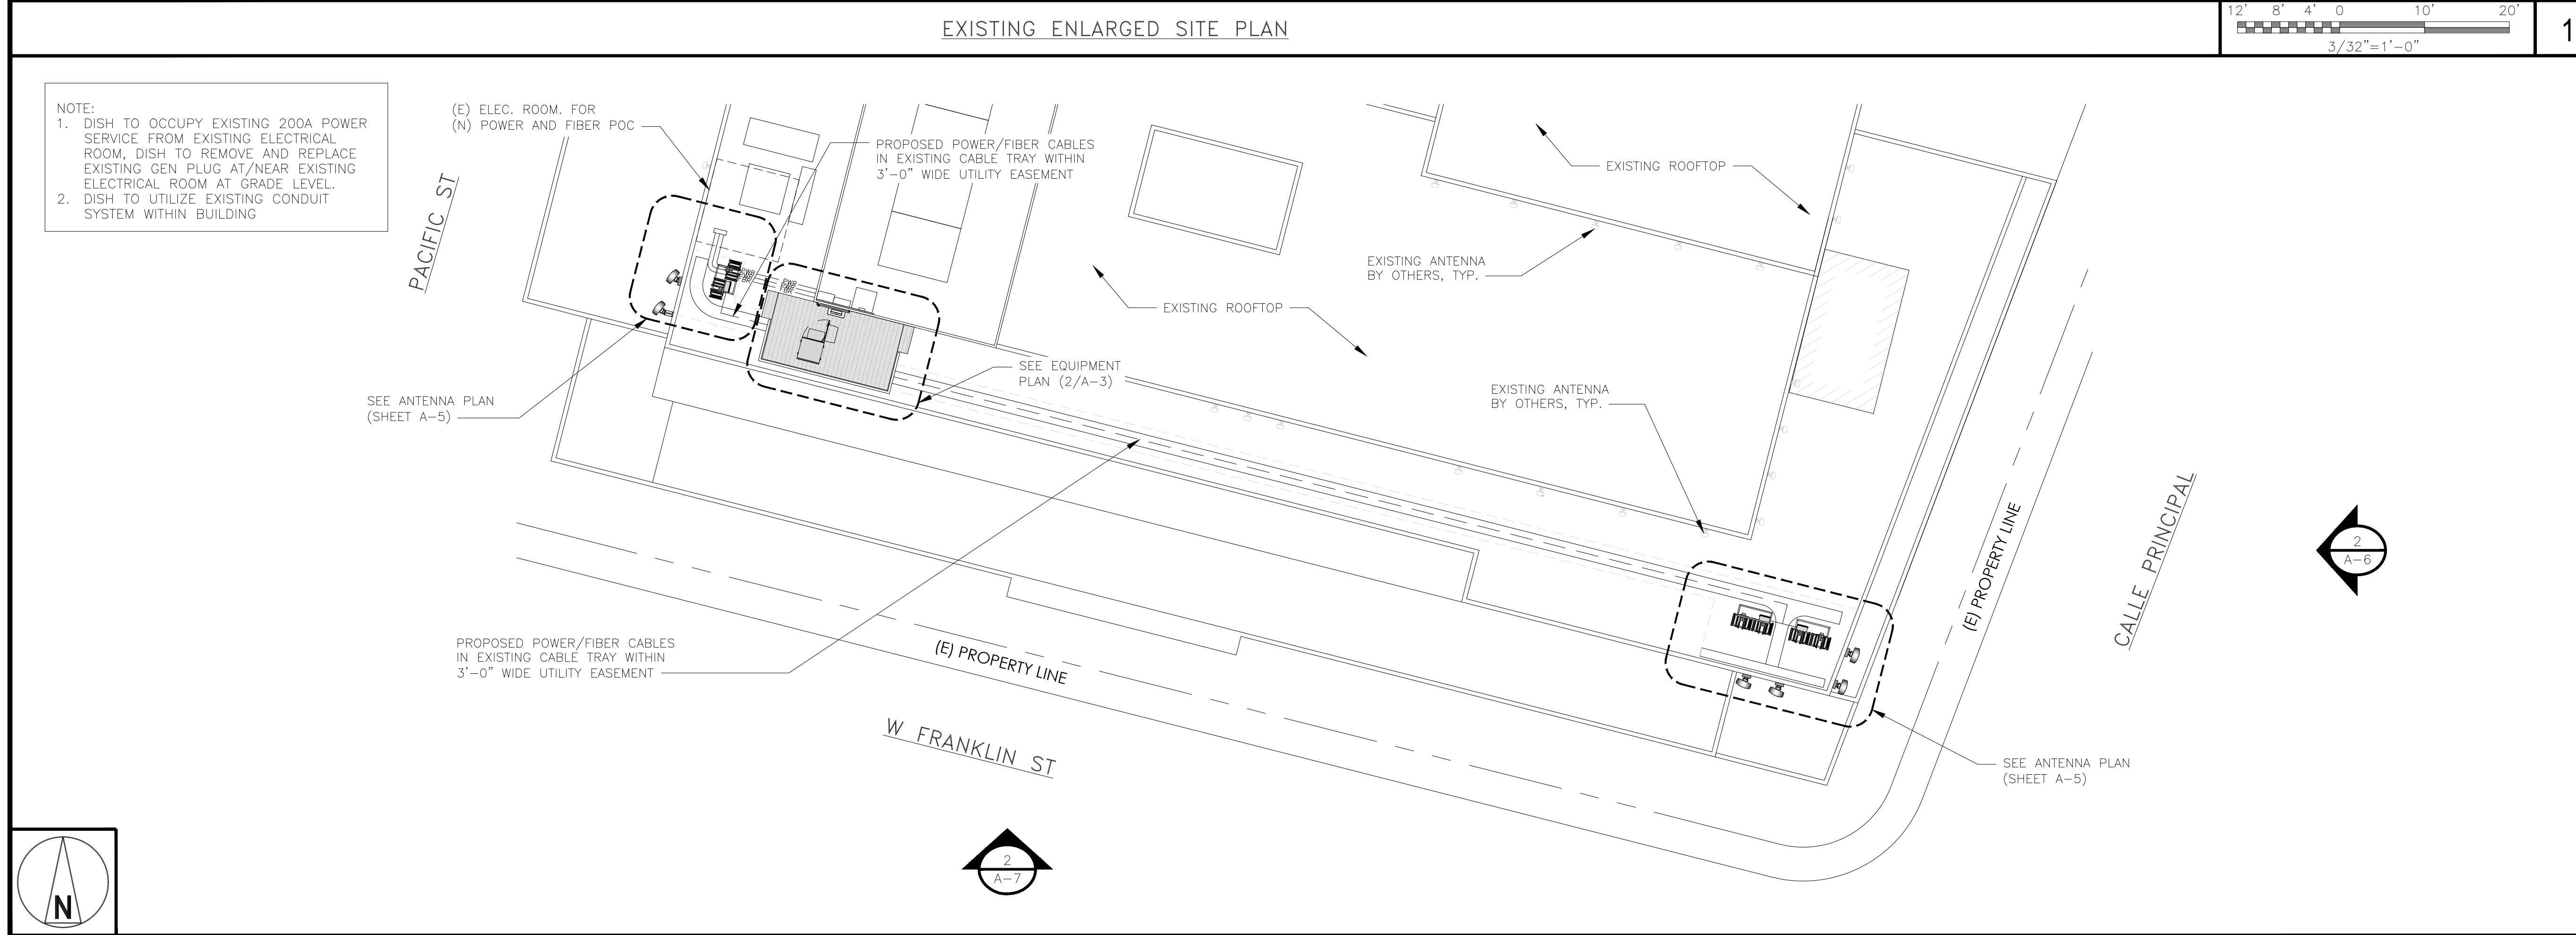 EXISTING ENLARGED SITE PLAN
12' 8' 4' 0 10' 20'
3/32"=1'-0"
1
NOTE:
1. DISH TO OCCUPY EXISTING 200A POWER
SERVICE FROM EXISTING ELECTRICAL
ROOM, DISH TO REMOVE AND REPLACE
EXISTING GEN PLUG AT/NEAR EXISTING
ELECTRICAL ROOM AT GRADE LEVEL.
2. DISH TO UTILIZE EXISTING CONDUIT
SYSTEM WITHIN BUILDING
(E) ELEC. ROOM. FOR
(N) POWER AND FIBER POC
PROPOSED POWER/FIBER CABLES
IN EXISTING CABLE TRAY WITHIN
3'-0" WIDE UTILITY EASEMENT
EXISTING ROOFTOP
PACIFIC ST
EXISTING ANTENNA
BY OTHERS, TYP.
EXISTING ROOFTOP
SEE EQUIPMENT
PLAN (2/A-3)
EXISTING ANTENNA
BY OTHERS, TYP.
SEE ANTENNA PLAN
(SHEET A-5)
CALLE PRINCIPAL
(E) PROPERTY LINE
2
A-6
PROPOSED POWER/FIBER CABLES
IN EXISTING CABLE TRAY WITHIN
3'-0" WIDE UTILITY EASEMENT
(E) PROPERTY LINE
W FRANKLIN ST
SEE ANTENNA PLAN
(SHEET A-5)
2
A-7
N